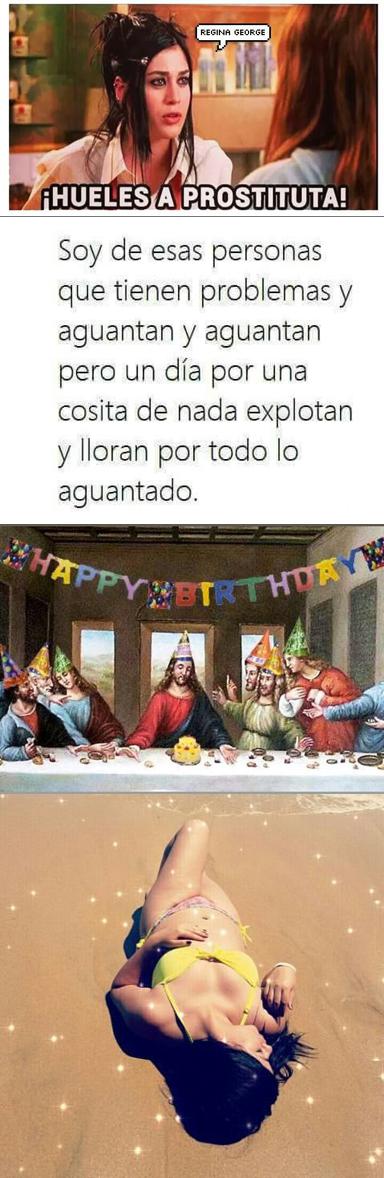 REGINA GEORGE
¡HUELES A PROSTITUTA!
Soy de esas personas
que tienen problemas y
aguantan y aguantan
pero un día por una
cosita de nada explotan
y lloran por todo lo
aguantado.
HAPPY BIRTHDAY